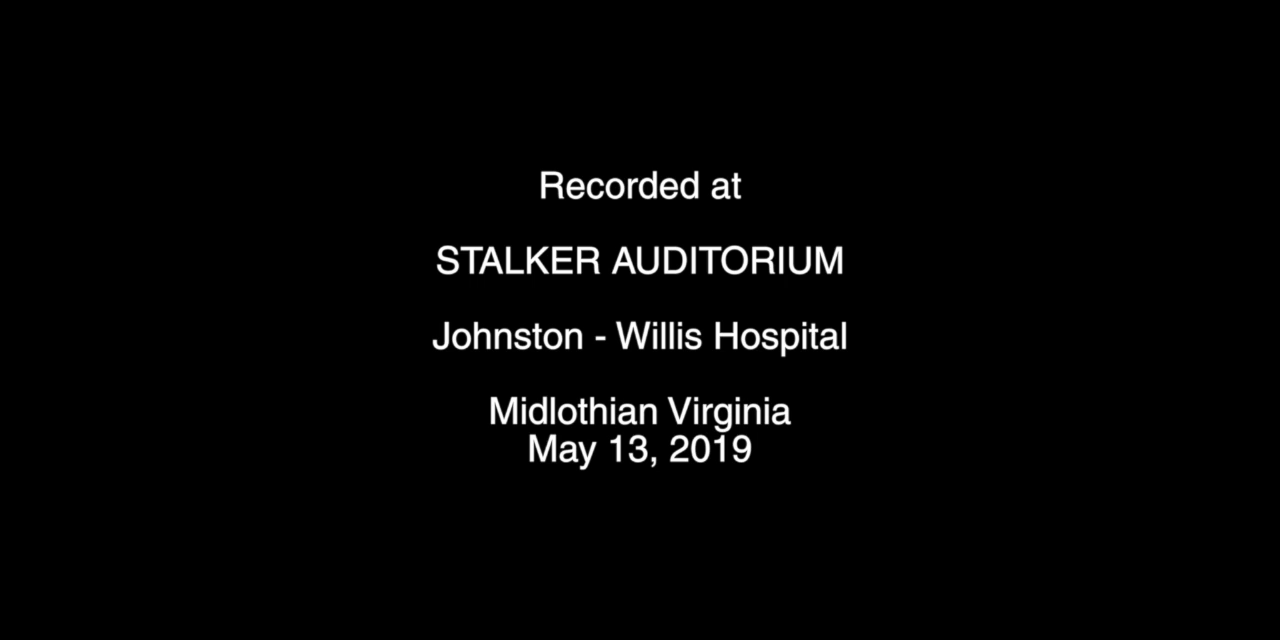 Recorded at
STALKER AUDITORIUM
Johnston - Willis Hospital
Midlothian Virginia
May 13, 2019